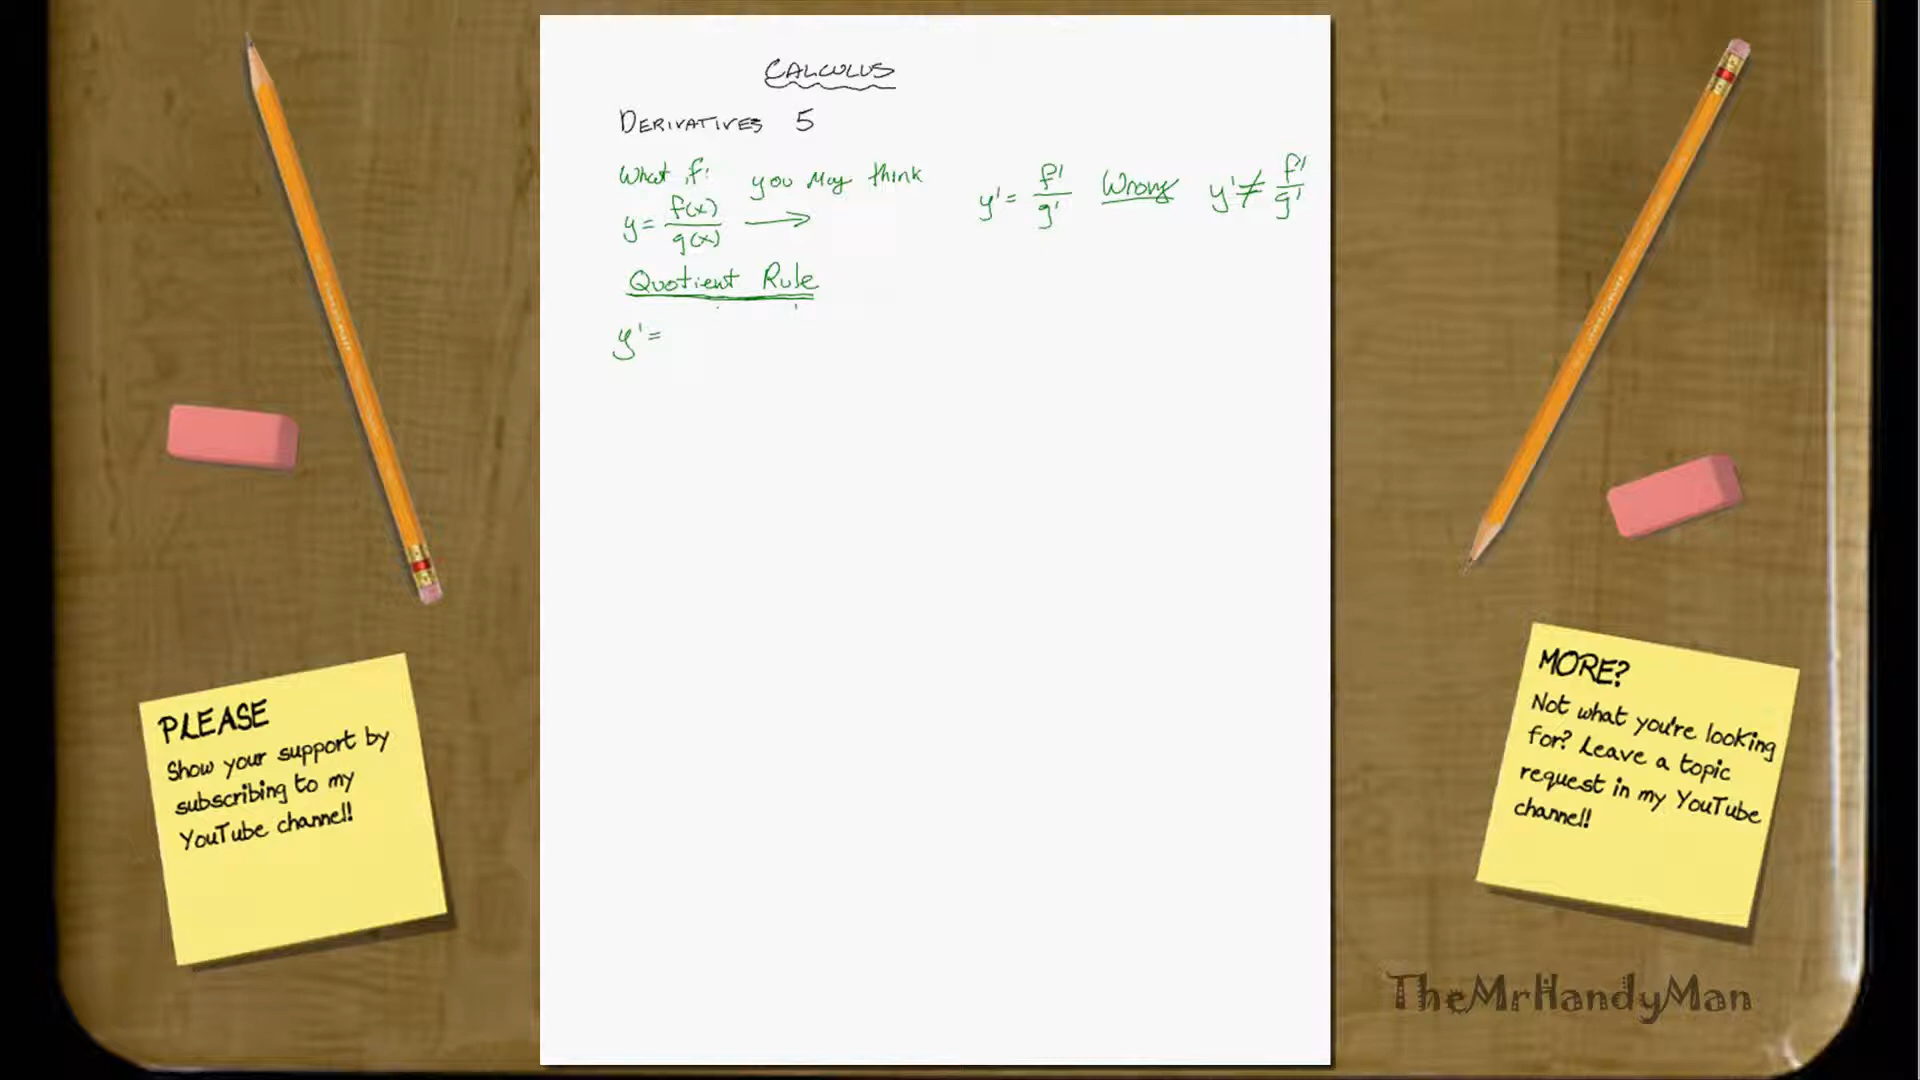 CALCULUS
DERIVATIVES 5
What if: you may think
y = f(x)/g(x) → y' = f'/g' Wrong y' ≠ f'/g'
Quotient Rule
y' =
PLEASE
Show your support by
subscribing to my
YouTube channel!
MORE?
Not what you're looking
for? Leave a topic
request in my YouTube
channel!
TheMrHandyMan